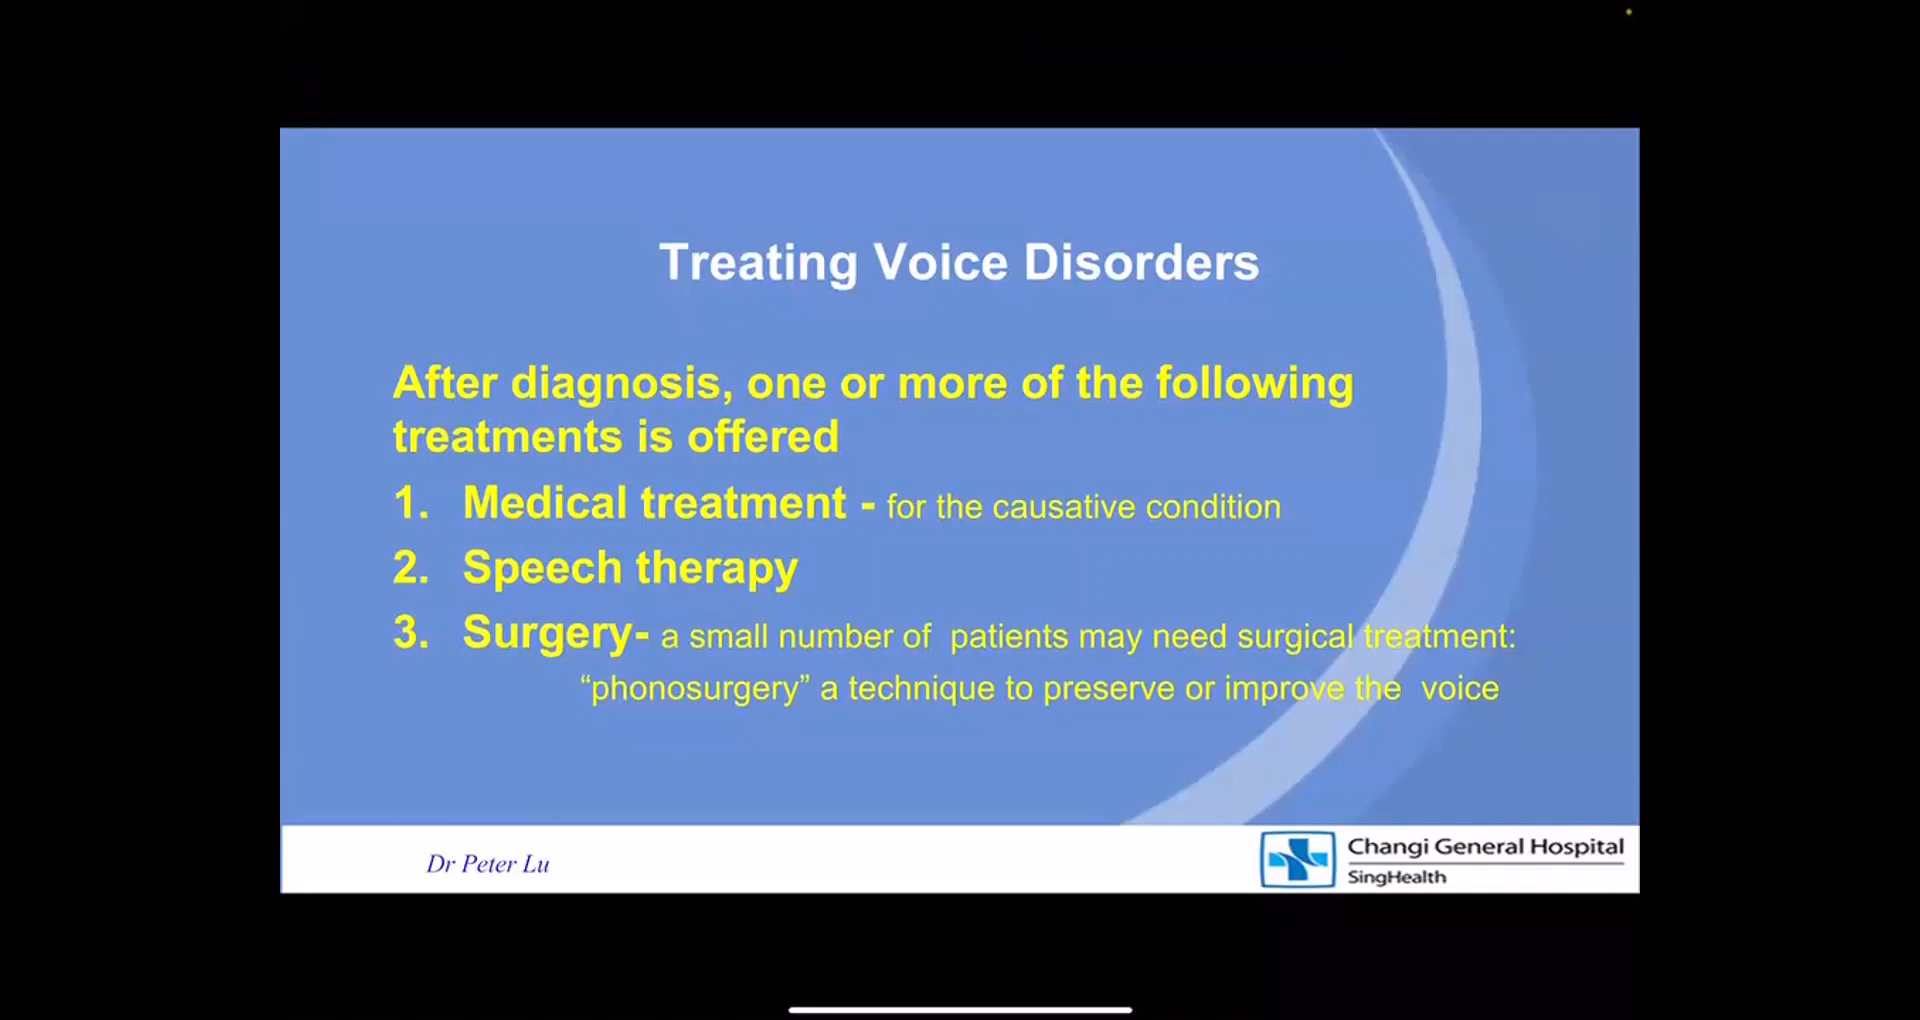 Treating Voice Disorders
After diagnosis, one or more of the following
treatments is offered
1. Medical treatment - for the causative condition
2. Speech therapy
3. Surgery- a small number of  patients may need surgical treatment:
“phonosurgery” a technique to preserve or improve the  voice
Dr Peter Lu
Changi General Hospital
SingHealth